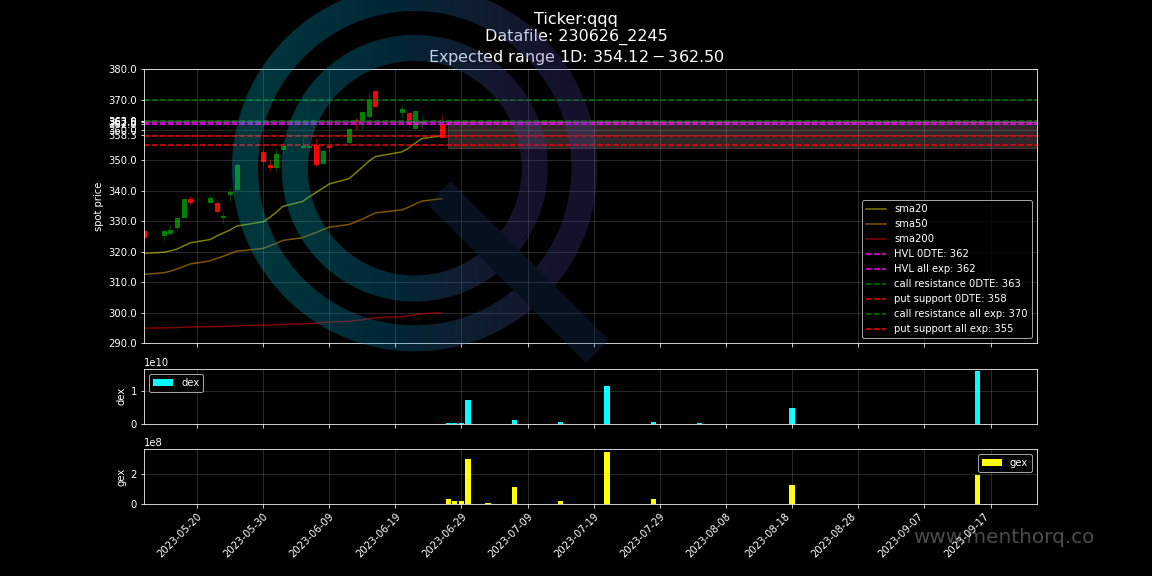 Ticker:qqq
Datafile: 230626_2245
Expected range 1D: 354.12 − 362.50
380.0
370.0
363.0
360.0
358.3
350.0
340.0
330.0
320.0
310.0
300.0
290.0
spot price
sma20
sma50
sma200
HVL 0DTE: 362
HVL all exp: 362
call resistance 0DTE: 363
put support 0DTE: 358
call resistance all exp: 370
put support all exp: 355
1e10
1
0
dex
dex
1e8
2
0
gex
gex
2023-05-20
2023-05-30
2023-06-09
2023-06-19
2023-06-29
2023-07-09
2023-07-19
2023-07-29
2023-08-08
2023-08-18
2023-08-28
2023-09-07
2023-09-17
www.menthorq.co